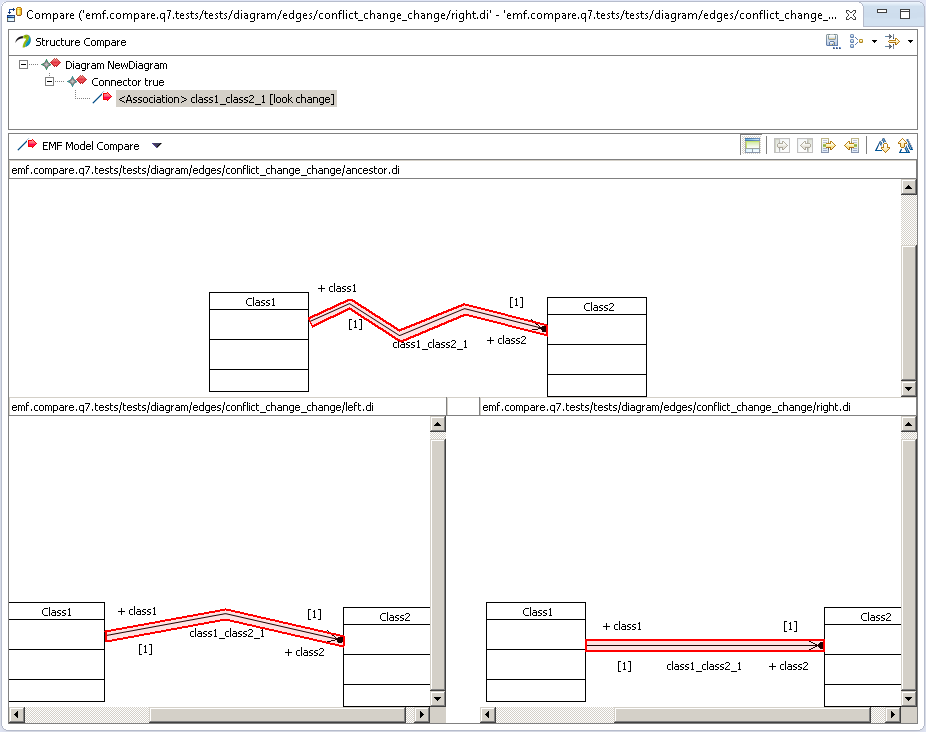 Compare ('emf.compare.q7.tests/tests/diagram/edges/conflict_change_change/right.di' - 'emf.compare.q7.tests/tests/diagram/edges/conflict_change_...
Structure Compare
Diagram NewDiagram
Connector true
<Association> class1_class2_1 [look change]
EMF Model Compare
emf.compare.q7.tests/tests/diagram/edges/conflict_change_change/ancestor.di
+ class1
Class1
[1]
Class2
[1]
class1_class2_1
+ class2
emf.compare.q7.tests/tests/diagram/edges/conflict_change_change/left.di
emf.compare.q7.tests/tests/diagram/edges/conflict_change_change/right.di
Class1
+ class1
[1]
Class2
class1_class2_1
[1]
+ class2
Class1
+ class1
[1]
Class2
[1]
class1_class2_1
+ class2